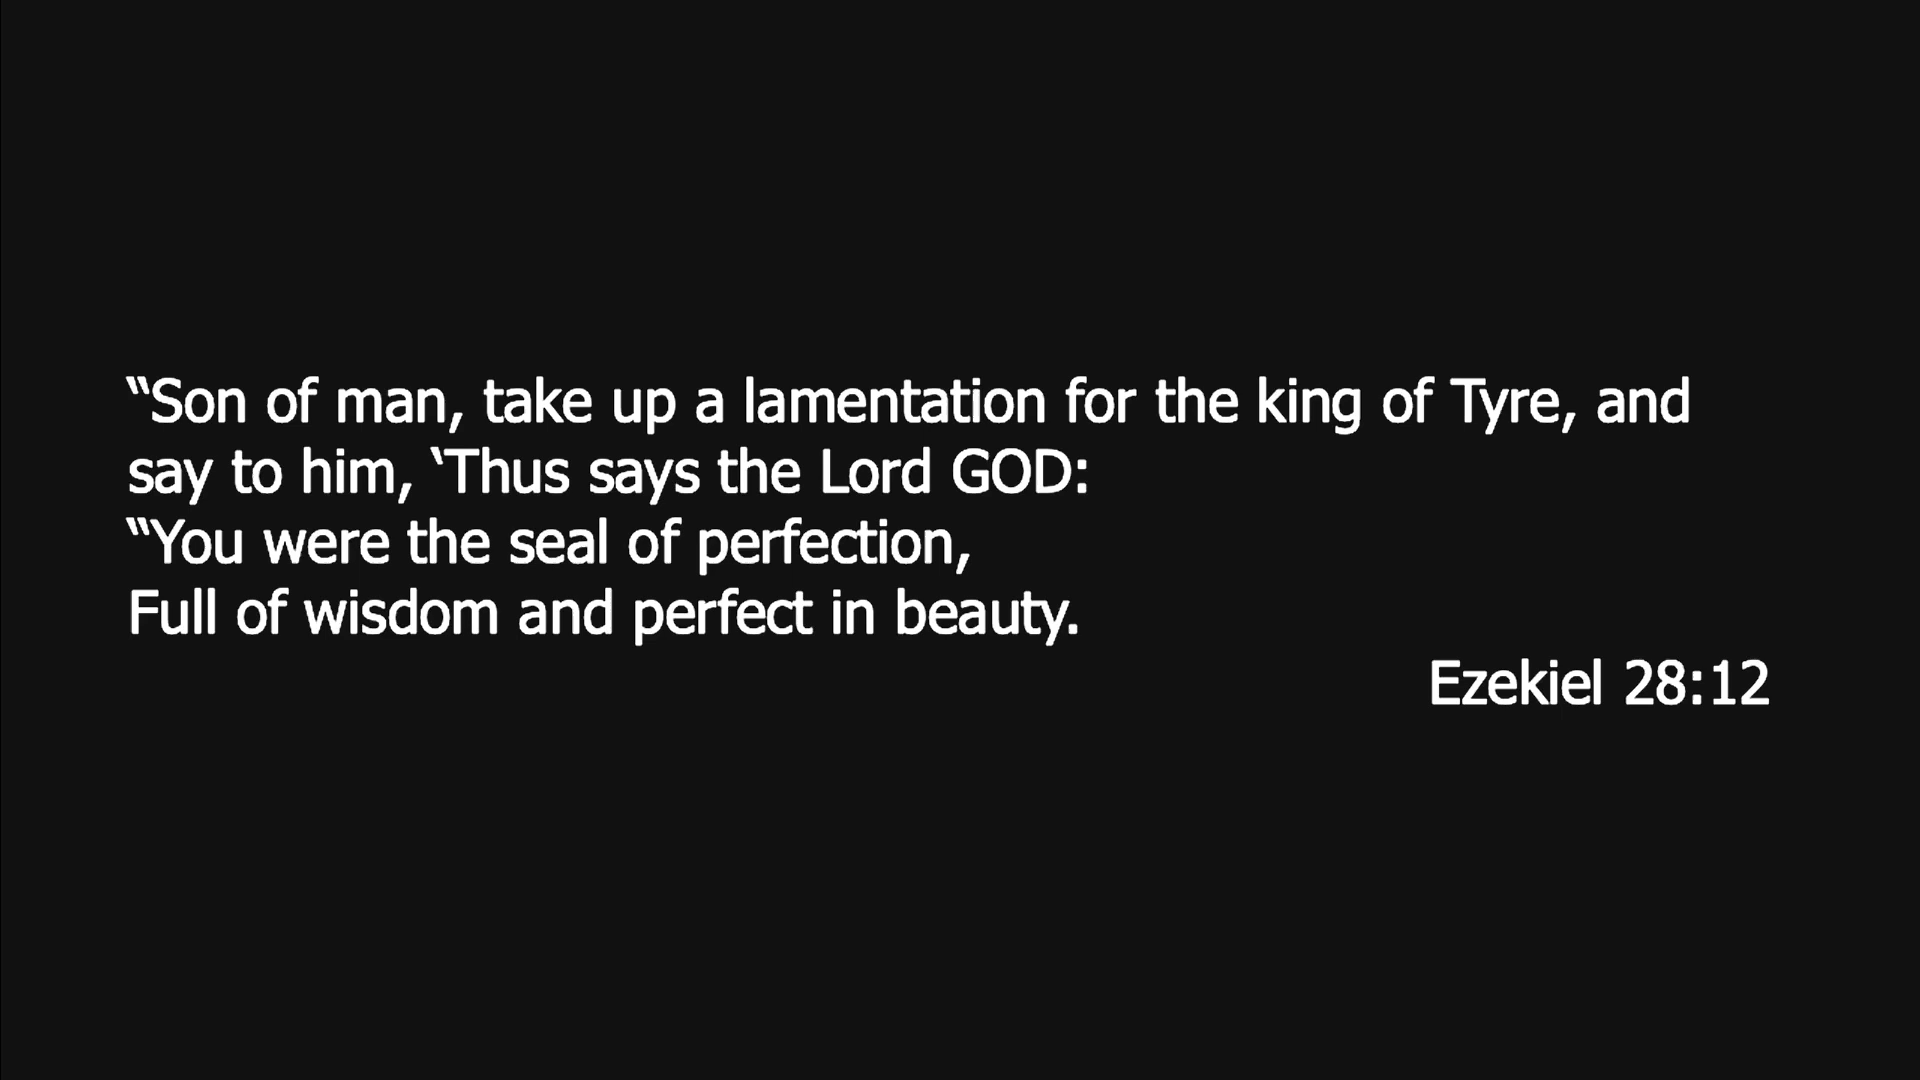 “Son of man, take up a lamentation for the king of Tyre, and
say to him, ‘Thus says the Lord GOD:
“You were the seal of perfection,
Full of wisdom and perfect in beauty.
Ezekiel 28:12